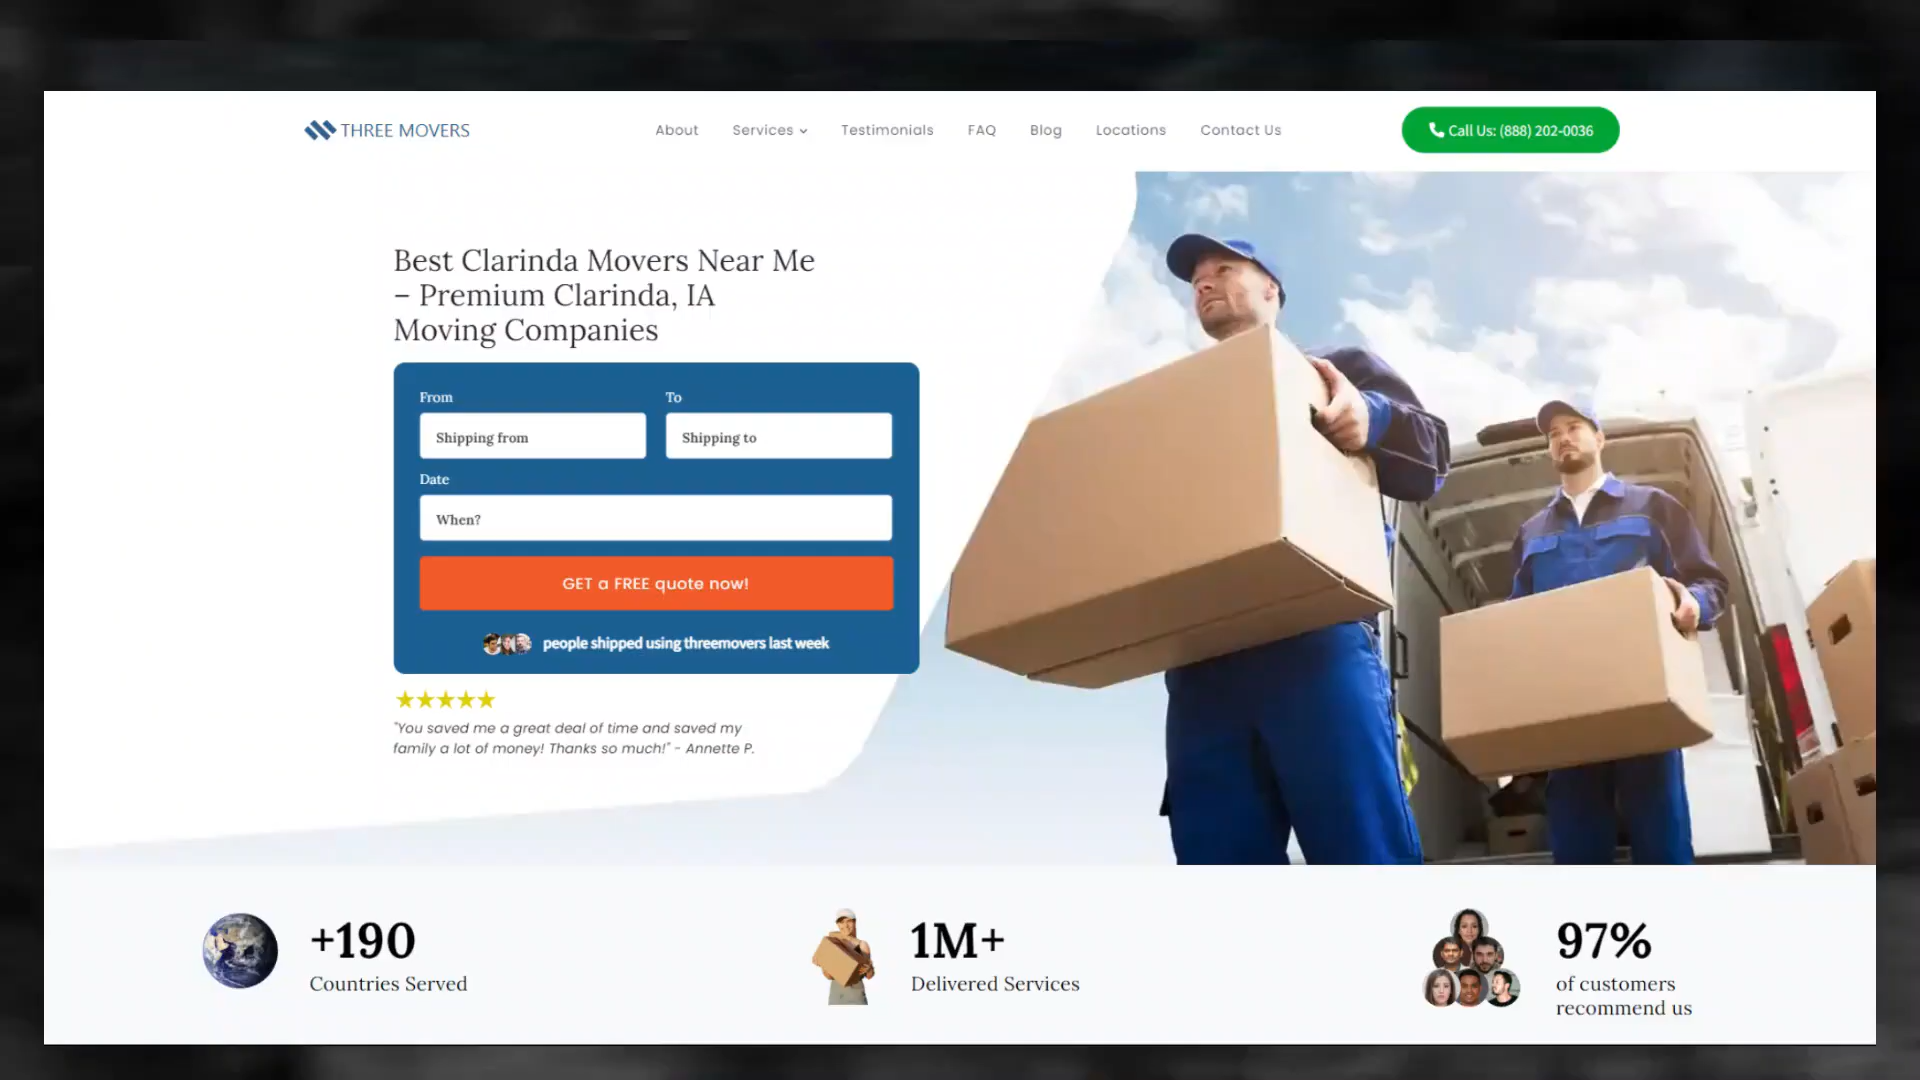 THREE MOVERS
About
Services
Testimonials
FAQ
Blog
Locations
Contact Us
Call Us: (888) 202-0036
Best Clarinda Movers Near Me
– Premium Clarinda, IA
Moving Companies
From
To
Shipping from
Shipping to
Date
When?
GET a FREE quote now!
people shipped using threemovers last week
"You saved me a great deal of time and saved my
family a lot of money! Thanks so much!" - Annette P.
+190
Countries Served
1M+
Delivered Services
97%
of customers
recommend us